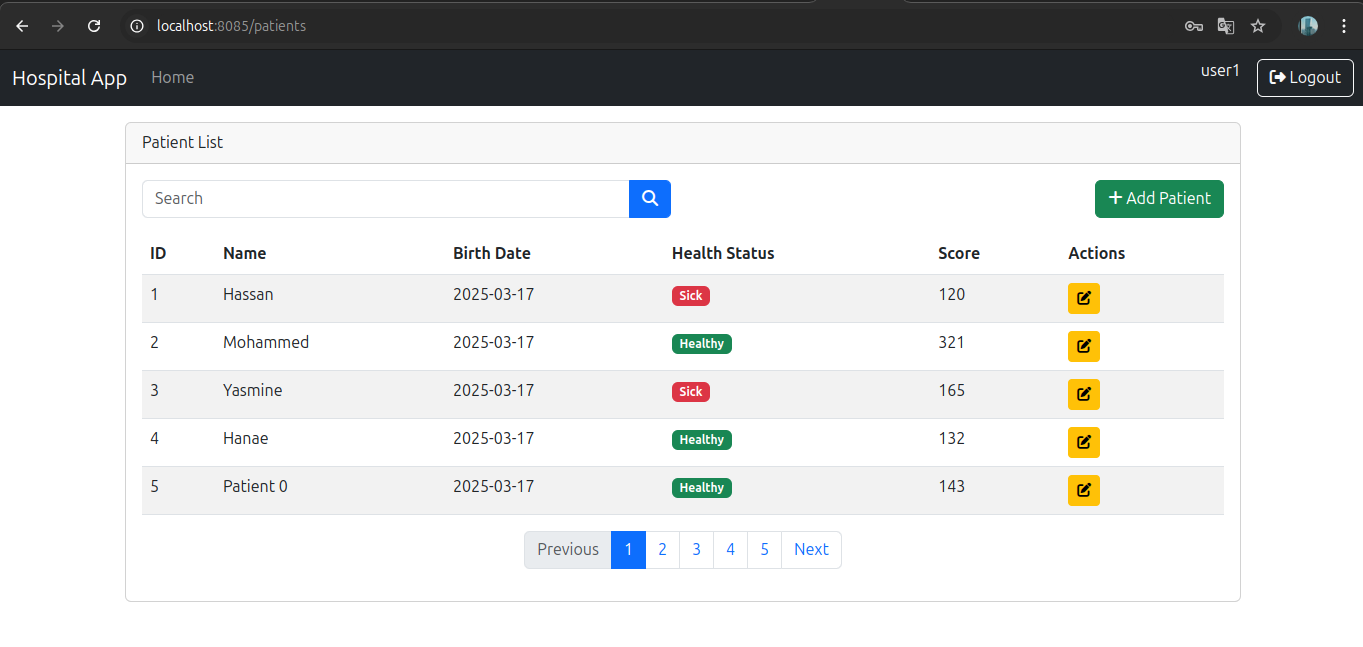 localhost:8085/patients
Hospital App Home user1 Logout
Patient List
Search Add Patient
ID Name Birth Date Health Status Score Actions
1 Hassan 2025-03-17 Sick 120
2 Mohammed 2025-03-17 Healthy 321
3 Yasmine 2025-03-17 Sick 165
4 Hanae 2025-03-17 Healthy 132
5 Patient 0 2025-03-17 Healthy 143
Previous 1 2 3 4 5 Next